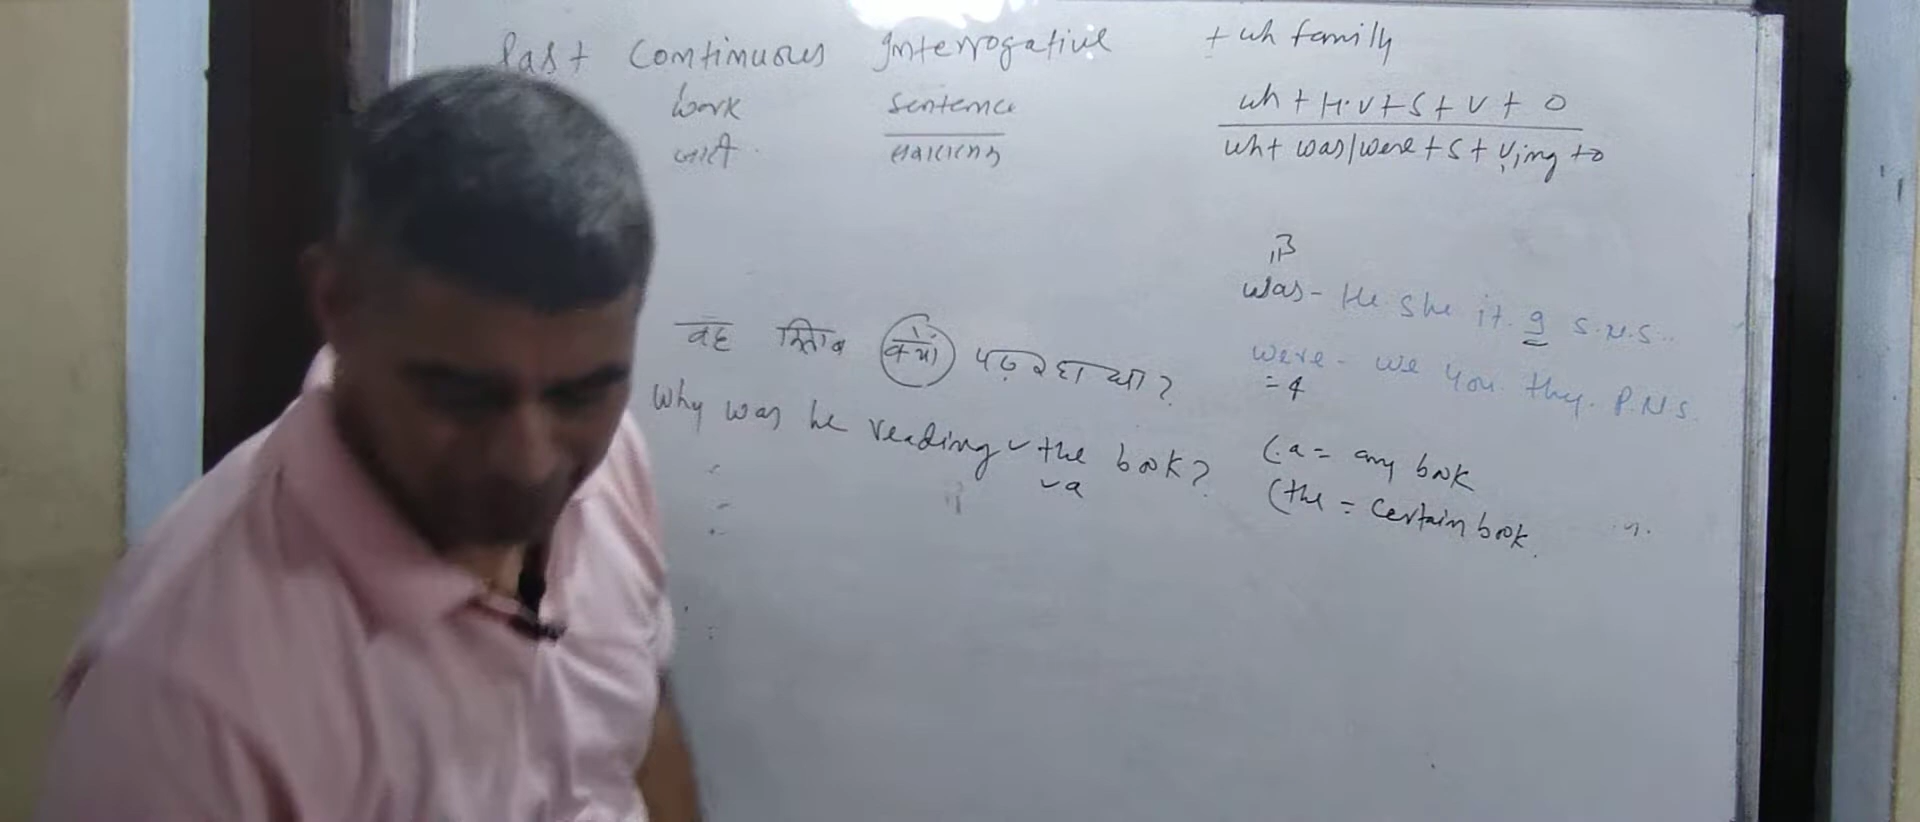 Past Continuous Interrogative + wh family
work sentence wh + H.V + S + V + O
wh + was/were + S + Ving + o
was - He she it. I S.N.S..
वह किताब क्यों पढ़ रहा था?
were - we you. they. P.N.S.
= 4
Why was he reading ✓ the book?
✓ a
(.a = any book
(the = Certain book.